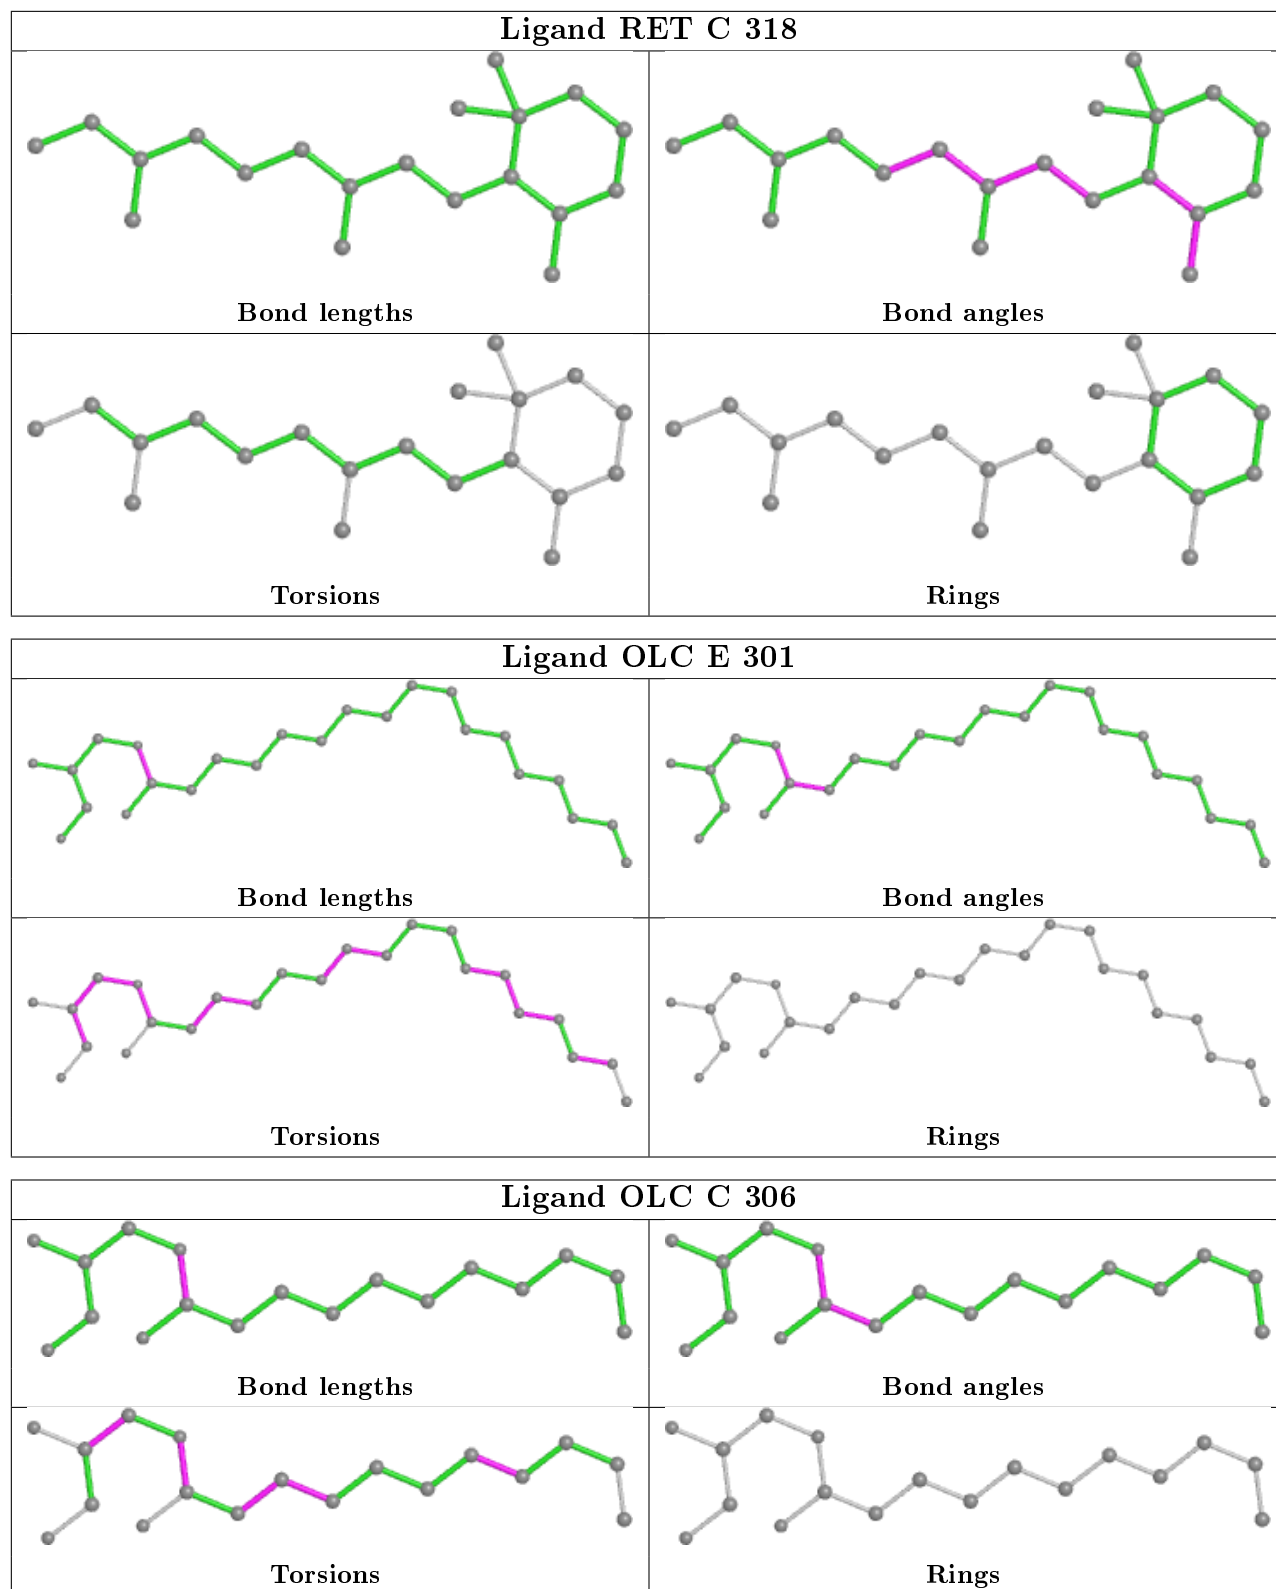 Ligand RET C 318
Bond lengths
Bond angles
Torsions
Rings
Ligand OLC E 301
Bond lengths
Bond angles
Torsions
Rings
Ligand OLC C 306
Bond lengths
Bond angles
Torsions
Rings